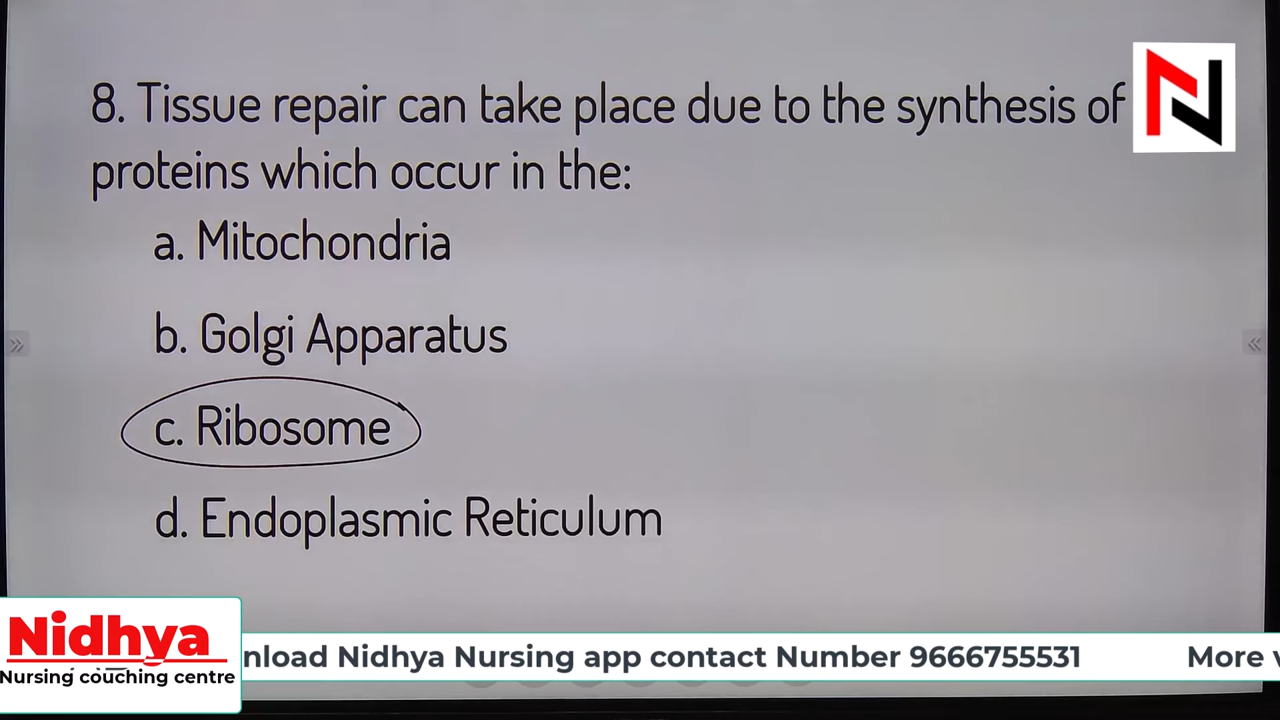 8. Tissue repair can take place due to the synthesis of
proteins which occur in the:
a. Mitochondria
b. Golgi Apparatus
c. Ribosome
d. Endoplasmic Reticulum
Nidhya
Nursing couching centre
nload Nidhya Nursing app contact Number 9666755531
More